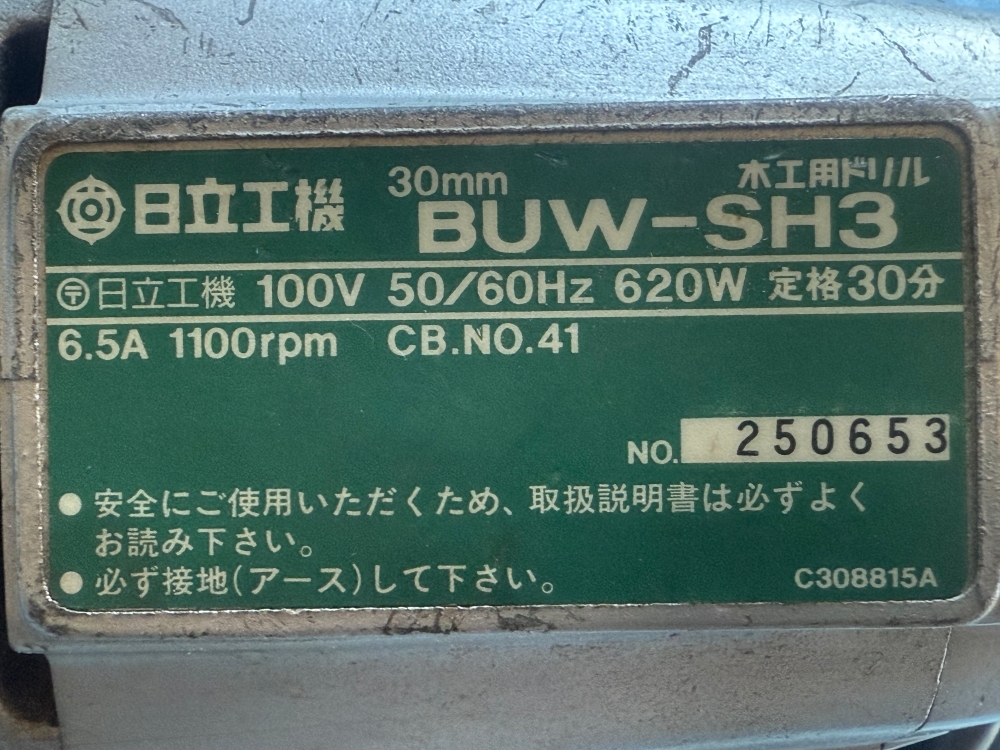 日立工機 30mm 木工用ドリル
BUW-SH3
〒日立工機 100V 50/60Hz 620W 定格30分
6.5A 1100rpm CB.NO.41
NO. 250653
●安全にご使用いただくため、取扱説明書は必ずよく
お読み下さい。
●必ず接地(アース)して下さい。
C308815A